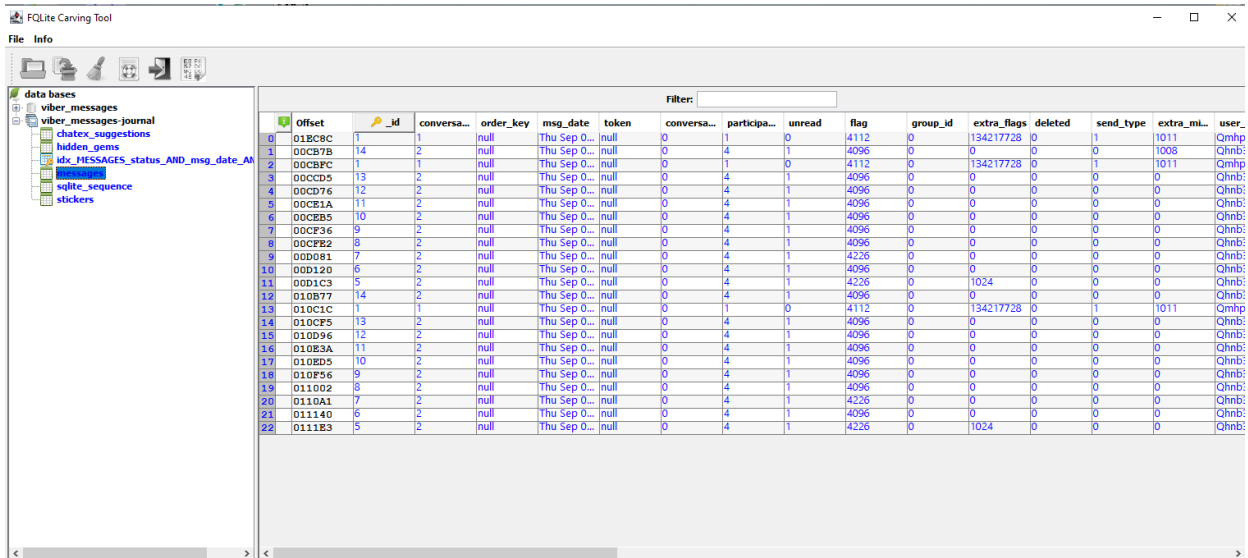 FQLite Carving Tool
File Info
data bases
viber_messages
viber_messages-journal
chatex_suggestions
hidden_gems
idx_MESSAGES_status_AND_msg_date_AN
messages
sqlite_sequence
stickers
Filter:
Offset _id conversa... order_key msg_date token conversa... participa... unread flag group_id extra_flags deleted send_type extra_mi... user_
0 01EC8C 1 1 null Thu Sep 0... null 0 1 0 4112 0 134217728 0 1 1011 Qmhp
1 00CB7B 14 2 null Thu Sep 0... null 0 4 1 4096 0 0 0 0 1008 Qhnb3
2 00CBFC 1 1 null Thu Sep 0... null 0 1 0 4112 0 134217728 0 1 1011 Qmhp
3 00CCD5 13 2 null Thu Sep 0... null 0 4 1 4096 0 0 0 0 0 Qhnb3
4 00CD76 12 2 null Thu Sep 0... null 0 4 1 4096 0 0 0 0 0 Qhnb3
5 00CE1A 11 2 null Thu Sep 0... null 0 4 1 4096 0 0 0 0 0 Qhnb3
6 00CEB5 10 2 null Thu Sep 0... null 0 4 1 4096 0 0 0 0 0 Qhnb3
7 00CF36 9 2 null Thu Sep 0... null 0 4 1 4096 0 0 0 0 0 Qhnb3
8 00CFE2 8 2 null Thu Sep 0... null 0 4 1 4096 0 0 0 0 0 Qhnb3
9 00D081 7 2 null Thu Sep 0... null 0 4 1 4226 0 0 0 0 0 Qhnb3
10 00D120 6 2 null Thu Sep 0... null 0 4 1 4096 0 0 0 0 0 Qhnb3
11 00D1C3 5 2 null Thu Sep 0... null 0 4 1 4226 0 1024 0 0 0 Qhnb3
12 010B77 14 2 null Thu Sep 0... null 0 4 1 4096 0 0 0 0 0 Qhnb3
13 010C1C 1 1 null Thu Sep 0... null 0 1 0 4112 0 134217728 0 1 1011 Qmhp
14 010CF5 13 2 null Thu Sep 0... null 0 4 1 4096 0 0 0 0 0 Qhnb3
15 010D96 12 2 null Thu Sep 0... null 0 4 1 4096 0 0 0 0 0 Qhnb3
16 010E3A 11 2 null Thu Sep 0... null 0 4 1 4096 0 0 0 0 0 Qhnb3
17 010ED5 10 2 null Thu Sep 0... null 0 4 1 4096 0 0 0 0 0 Qhnb3
18 010F56 9 2 null Thu Sep 0... null 0 4 1 4096 0 0 0 0 0 Qhnb3
19 011002 8 2 null Thu Sep 0... null 0 4 1 4096 0 0 0 0 0 Qhnb3
20 0110A1 7 2 null Thu Sep 0... null 0 4 1 4226 0 0 0 0 0 Qhnb3
21 011140 6 2 null Thu Sep 0... null 0 4 1 4096 0 0 0 0 0 Qhnb3
22 0111E3 5 2 null Thu Sep 0... null 0 4 1 4226 0 1024 0 0 0 Qhnb3